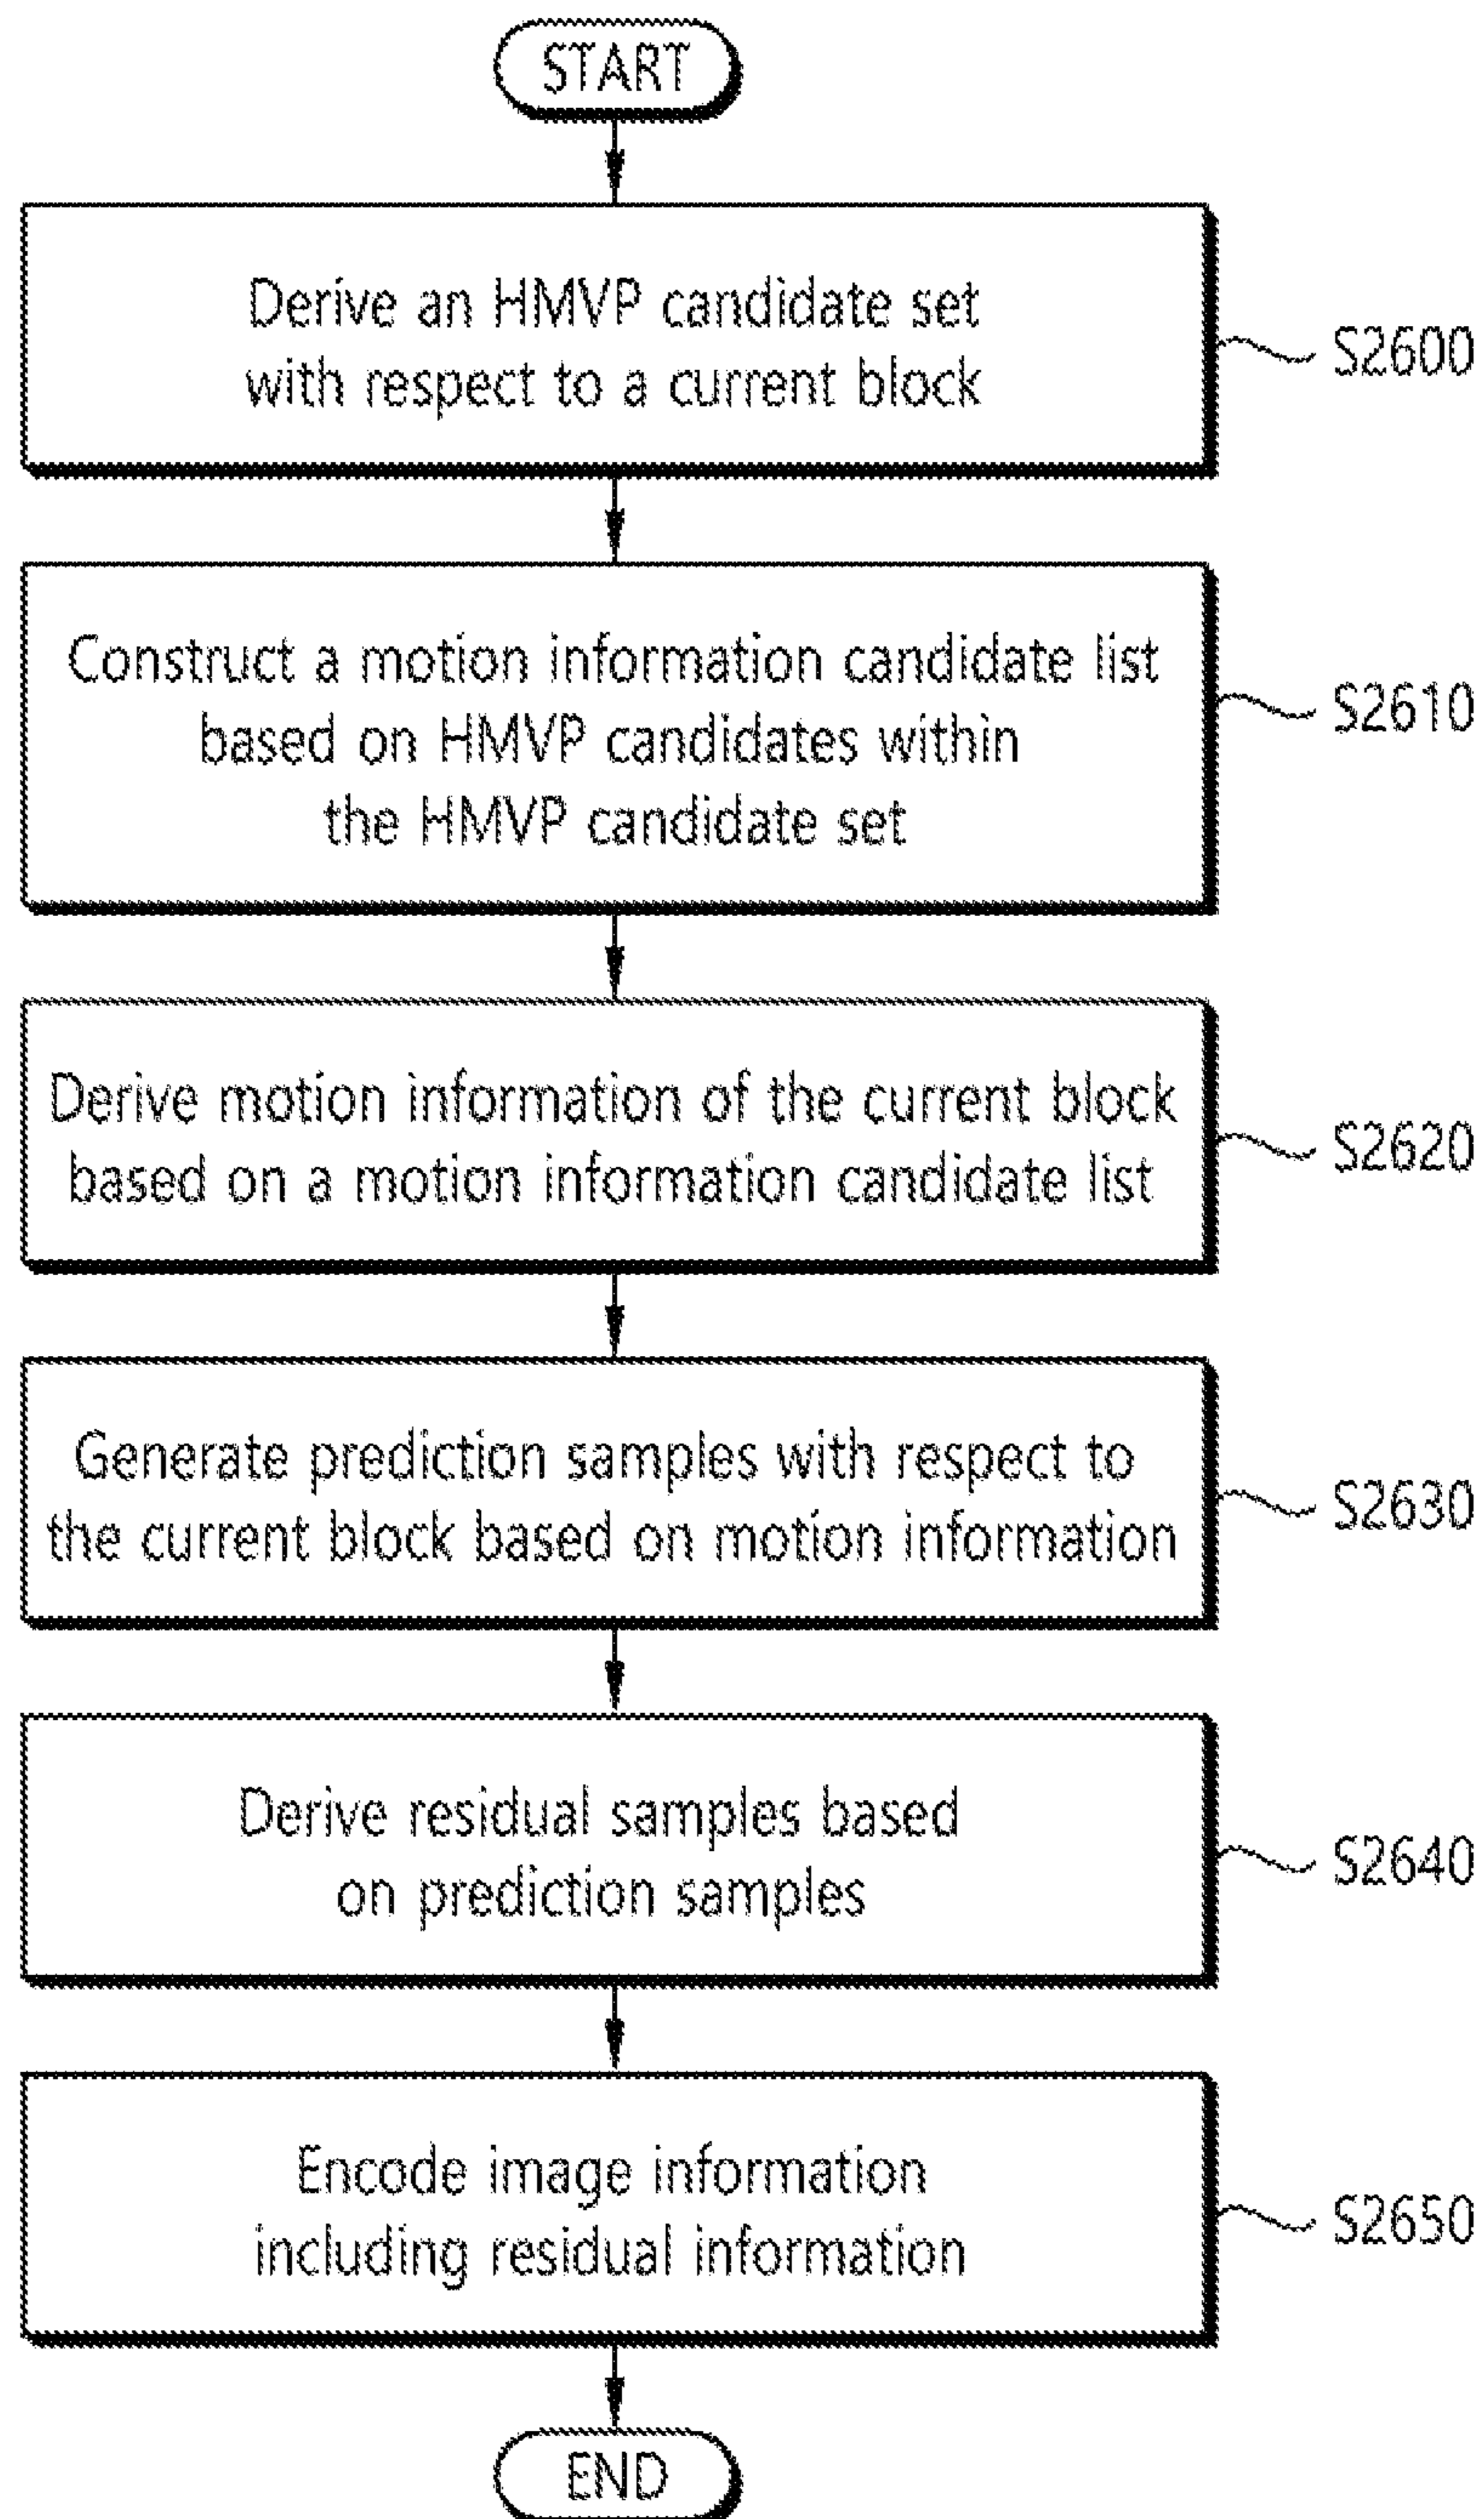 START
Derive an HMVP candidate set
with respect to a current block
S2600
Construct a motion information candidate list
based on HMVP candidates within
the HMVP candidate set
S2610
Derive motion information of the current block
based on a motion information candidate list
S2620
Generate prediction samples with respect to
the current block based on motion information
S2630
Derive residual samples based
on prediction samples
S2640
Encode image information
including residual information
S2650
END